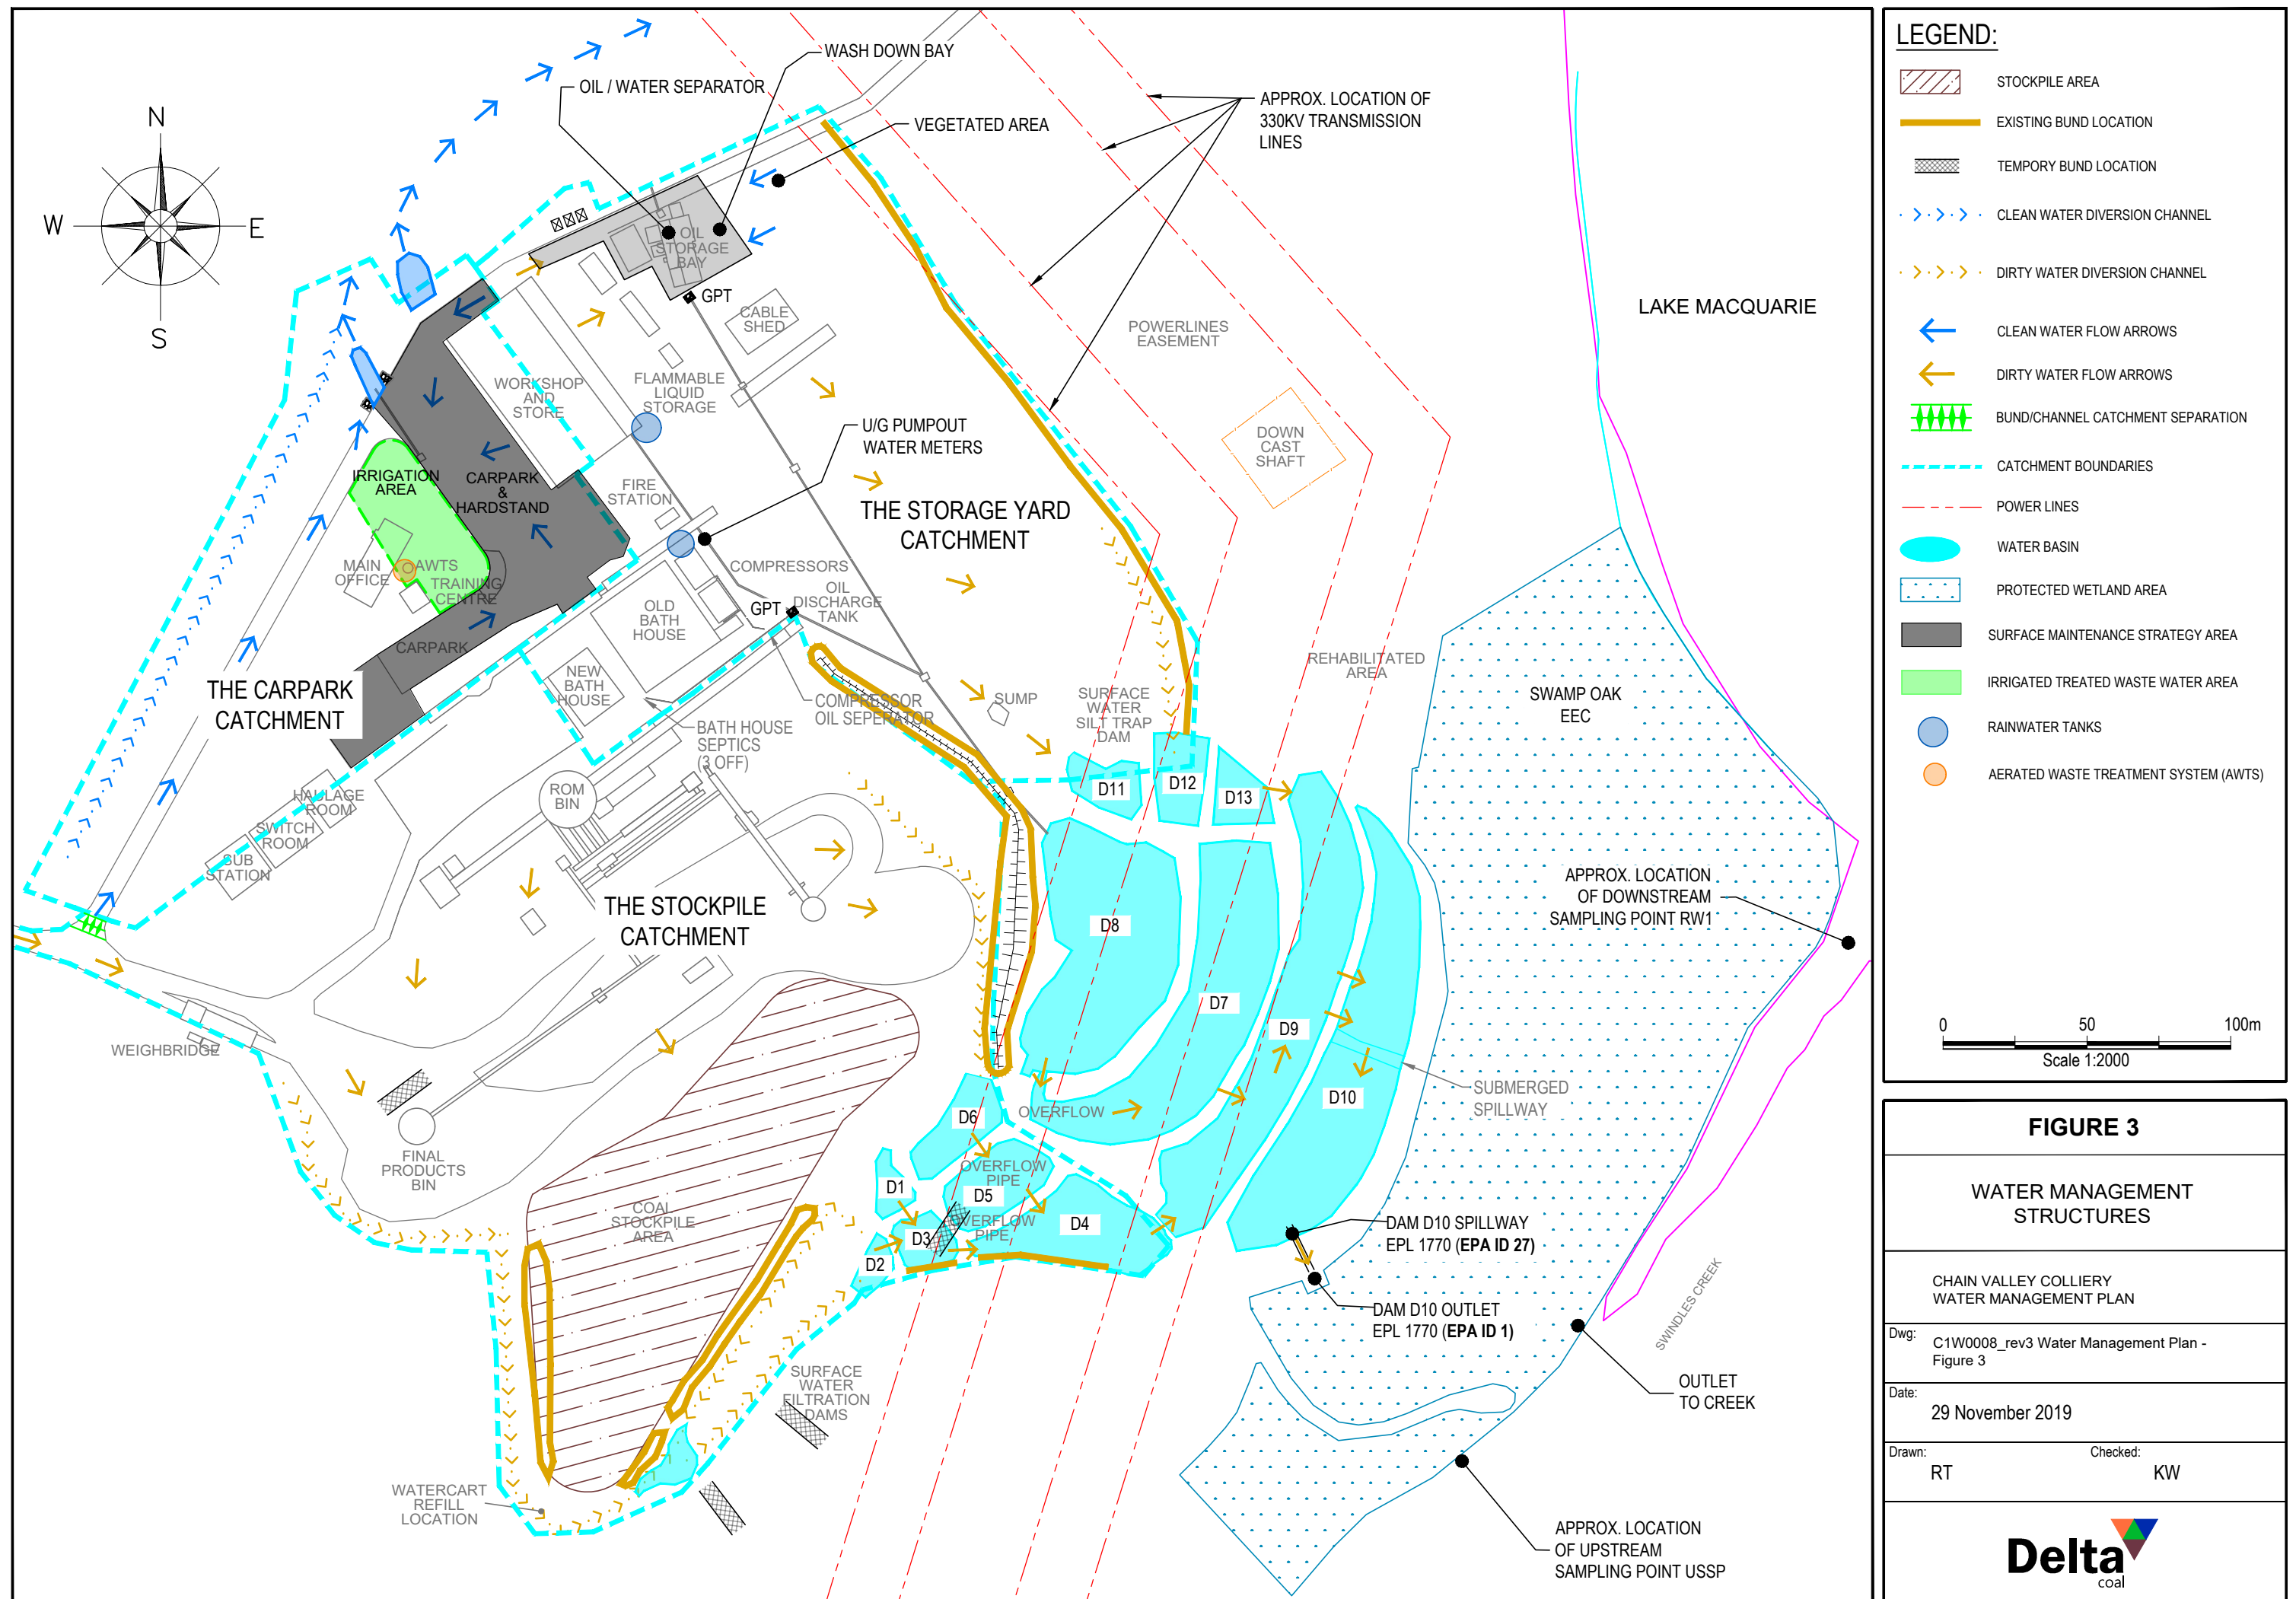 N
W
E
S
WASH DOWN BAY
OIL / WATER SEPARATOR
VEGETATED AREA
APPROX. LOCATION OF
330KV TRANSMISSION
LINES
LAKE MACQUARIE
OIL
STORAGE
BAY
GPT
CABLE
SHED
POWERLINES
EASEMENT
WORKSHOP
AND
STORE
FLAMMABLE
LIQUID
STORAGE
U/G PUMPOUT
WATER METERS
DOWN
CAST
SHAFT
IRRIGATION
AREA
CARPARK
&
HARDSTAND
FIRE
STATION
THE STORAGE YARD
CATCHMENT
MAIN
OFFICE
AWTS
TRAINING
CENTRE
COMPRESSORS
OIL
DISCHARGE
TANK
GPT
OLD
BATH
HOUSE
CARPARK
NEW
BATH
HOUSE
THE CARPARK
CATCHMENT
COMPRESSOR
OIL SEPERATOR
BATH HOUSE
SEPTICS
(3 OFF)
SUMP
SURFACE
WATER
SILT TRAP
DAM
REHABILITATED
AREA
SWAMP OAK
EEC
D11
D12
D13
ROM
BIN
HAULAGE
ROOM
SWITCH
ROOM
SUB
STATION
THE STOCKPILE
CATCHMENT
D8
D7
D9
D10
APPROX. LOCATION
OF DOWNSTREAM
SAMPLING POINT RW1
WEIGHBRIDGE
SUBMERGED
SPILLWAY
OVERFLOW
D6
FINAL
PRODUCTS
BIN
OVERFLOW
PIPE
D1
D5
D4
OVERFLOW
PIPE
D3
D2
COAL
STOCKPILE
AREA
DAM D10 SPILLWAY
EPL 1770 (EPA ID 27)
DAM D10 OUTLET
EPL 1770 (EPA ID 1)
SWINDLES CREEK
OUTLET
TO CREEK
SURFACE
WATER
FILTRATION
DAMS
WATERCART
REFILL
LOCATION
APPROX. LOCATION
OF UPSTREAM
SAMPLING POINT USSP
LEGEND:
STOCKPILE AREA
EXISTING BUND LOCATION
TEMPORY BUND LOCATION
CLEAN WATER DIVERSION CHANNEL
DIRTY WATER DIVERSION CHANNEL
CLEAN WATER FLOW ARROWS
DIRTY WATER FLOW ARROWS
BUND/CHANNEL CATCHMENT SEPARATION
CATCHMENT BOUNDARIES
POWER LINES
WATER BASIN
PROTECTED WETLAND AREA
SURFACE MAINTENANCE STRATEGY AREA
IRRIGATED TREATED WASTE WATER AREA
RAINWATER TANKS
AERATED WASTE TREATMENT SYSTEM (AWTS)
0 50 100m
Scale 1:2000
FIGURE 3
WATER MANAGEMENT
STRUCTURES
CHAIN VALLEY COLLIERY
WATER MANAGEMENT PLAN
Dwg: C1W0008_rev3 Water Management Plan -
Figure 3
Date:
29 November 2019
Drawn: Checked:
RT KW
Delta
coal